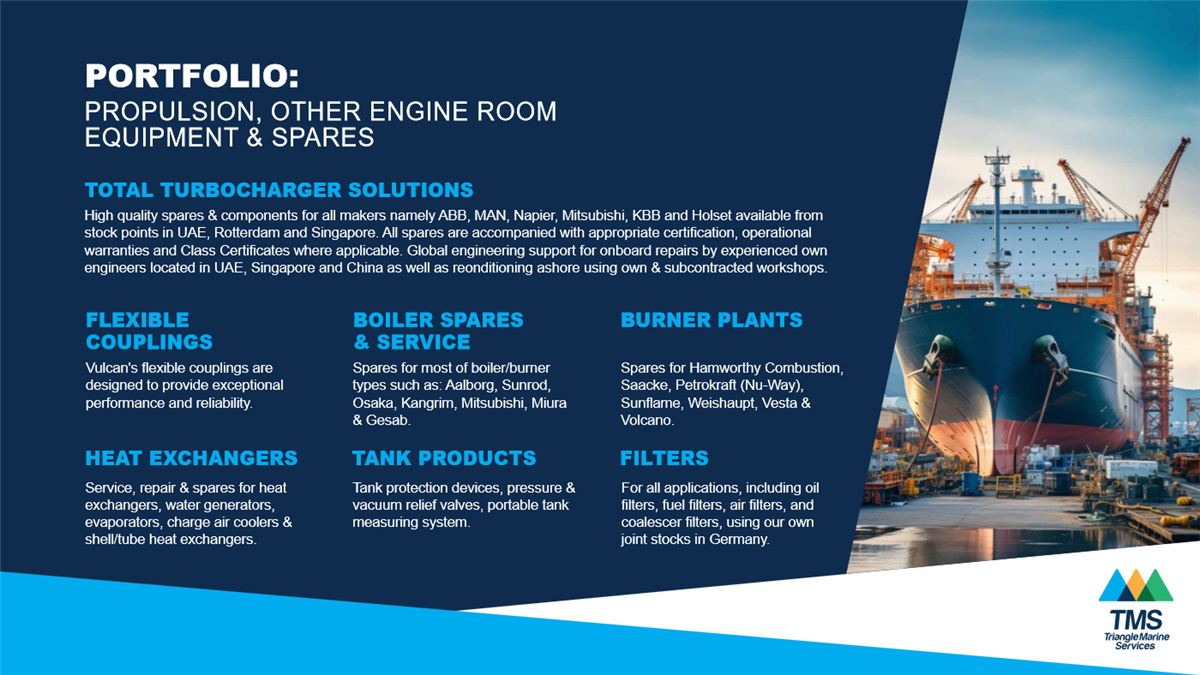 PORTFOLIO:
PROPULSION, OTHER ENGINE ROOM
EQUIPMENT & SPARES
TOTAL TURBOCHARGER SOLUTIONS
High quality spares & components for all makers namely ABB, MAN, Napier, Mitsubishi, KBB and Holset available from
stock points in UAE, Rotterdam and Singapore. All spares are accompanied with appropriate certification, operational
warranties and Class Certificates where applicable. Global engineering support for onboard repairs by experienced own
engineers located in UAE, Singapore and China as well as reonditioning ashore using own & subcontracted workshops.
FLEXIBLE
COUPLINGS
Vulcan's flexible couplings are
designed to provide exceptional
performance and reliability.
BOILER SPARES
& SERVICE
Spares for most of boiler/burner
types such as: Aalborg, Sunrod,
Osaka, Kangrim, Mitsubishi, Miura
& Gesab.
BURNER PLANTS
Spares for Hamworthy Combustion,
Saacke, Petrokraft (Nu-Way),
Sunflame, Weishaupt, Vesta &
Volcano.
HEAT EXCHANGERS
Service, repair & spares for heat
exchangers, water generators,
evaporators, charge air coolers &
shell/tube heat exchangers.
TANK PRODUCTS
Tank protection devices, pressure &
vacuum relief valves, portable tank
measuring system.
FILTERS
For all applications, including oil
filters, fuel filters, air filters, and
coalescer filters, using our own
joint stocks in Germany.
TMS
Triangle Marine
Services